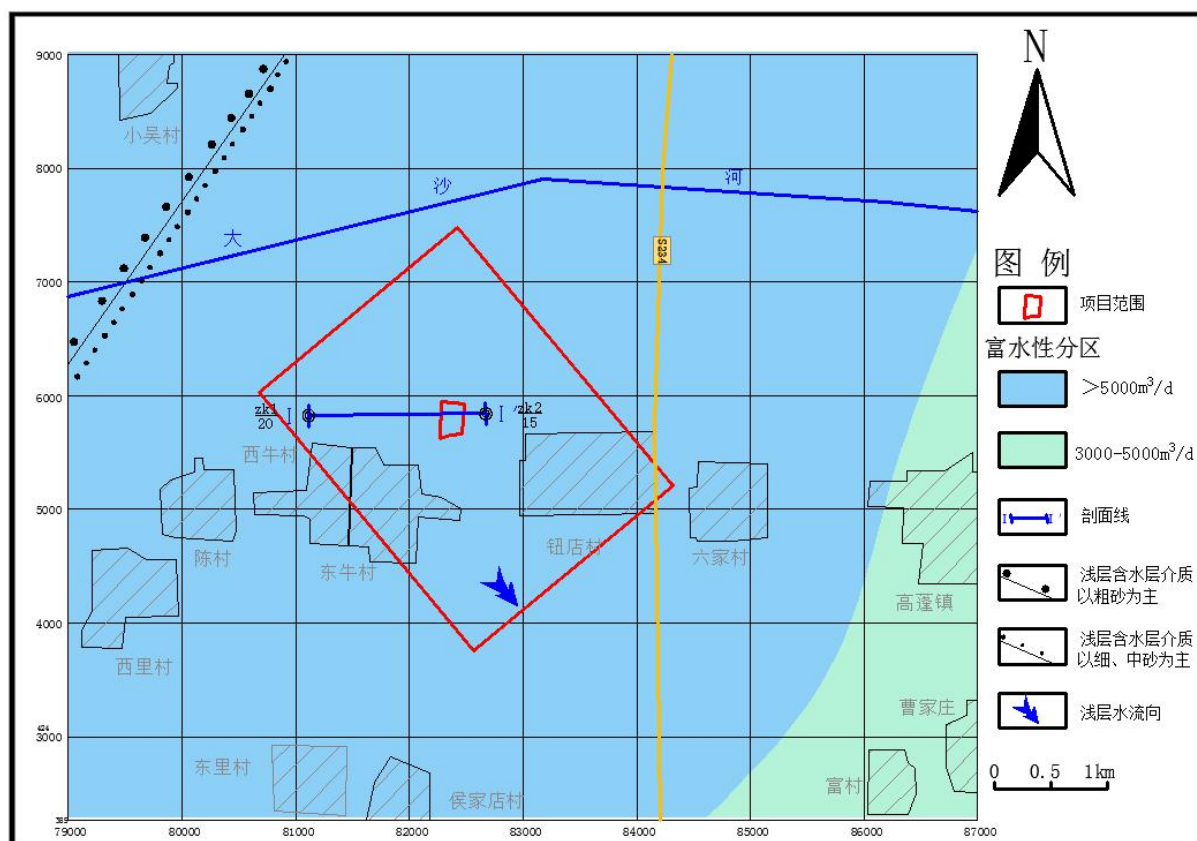 N
9000
小吴村
8000
沙
河
大
S234
7000
图 例
项目范围
富水性分区
6000
>5000m³/d
zk1
20
I
I'
zk2
15
西牛村
3000-5000m³/d
5000
I I'
剖面线
陈村
东牛村
钮店村
六家村
浅层含水层介质
以粗砂为主
高蓬镇
4000
西里村
浅层含水层介质
以细、中砂为主
曹家庄
浅层水流向
424
3000
东里村
侯家店村
富村
0 0.5 1km
79000 80000 81000 82000 83000 84000 85000 86000 87000